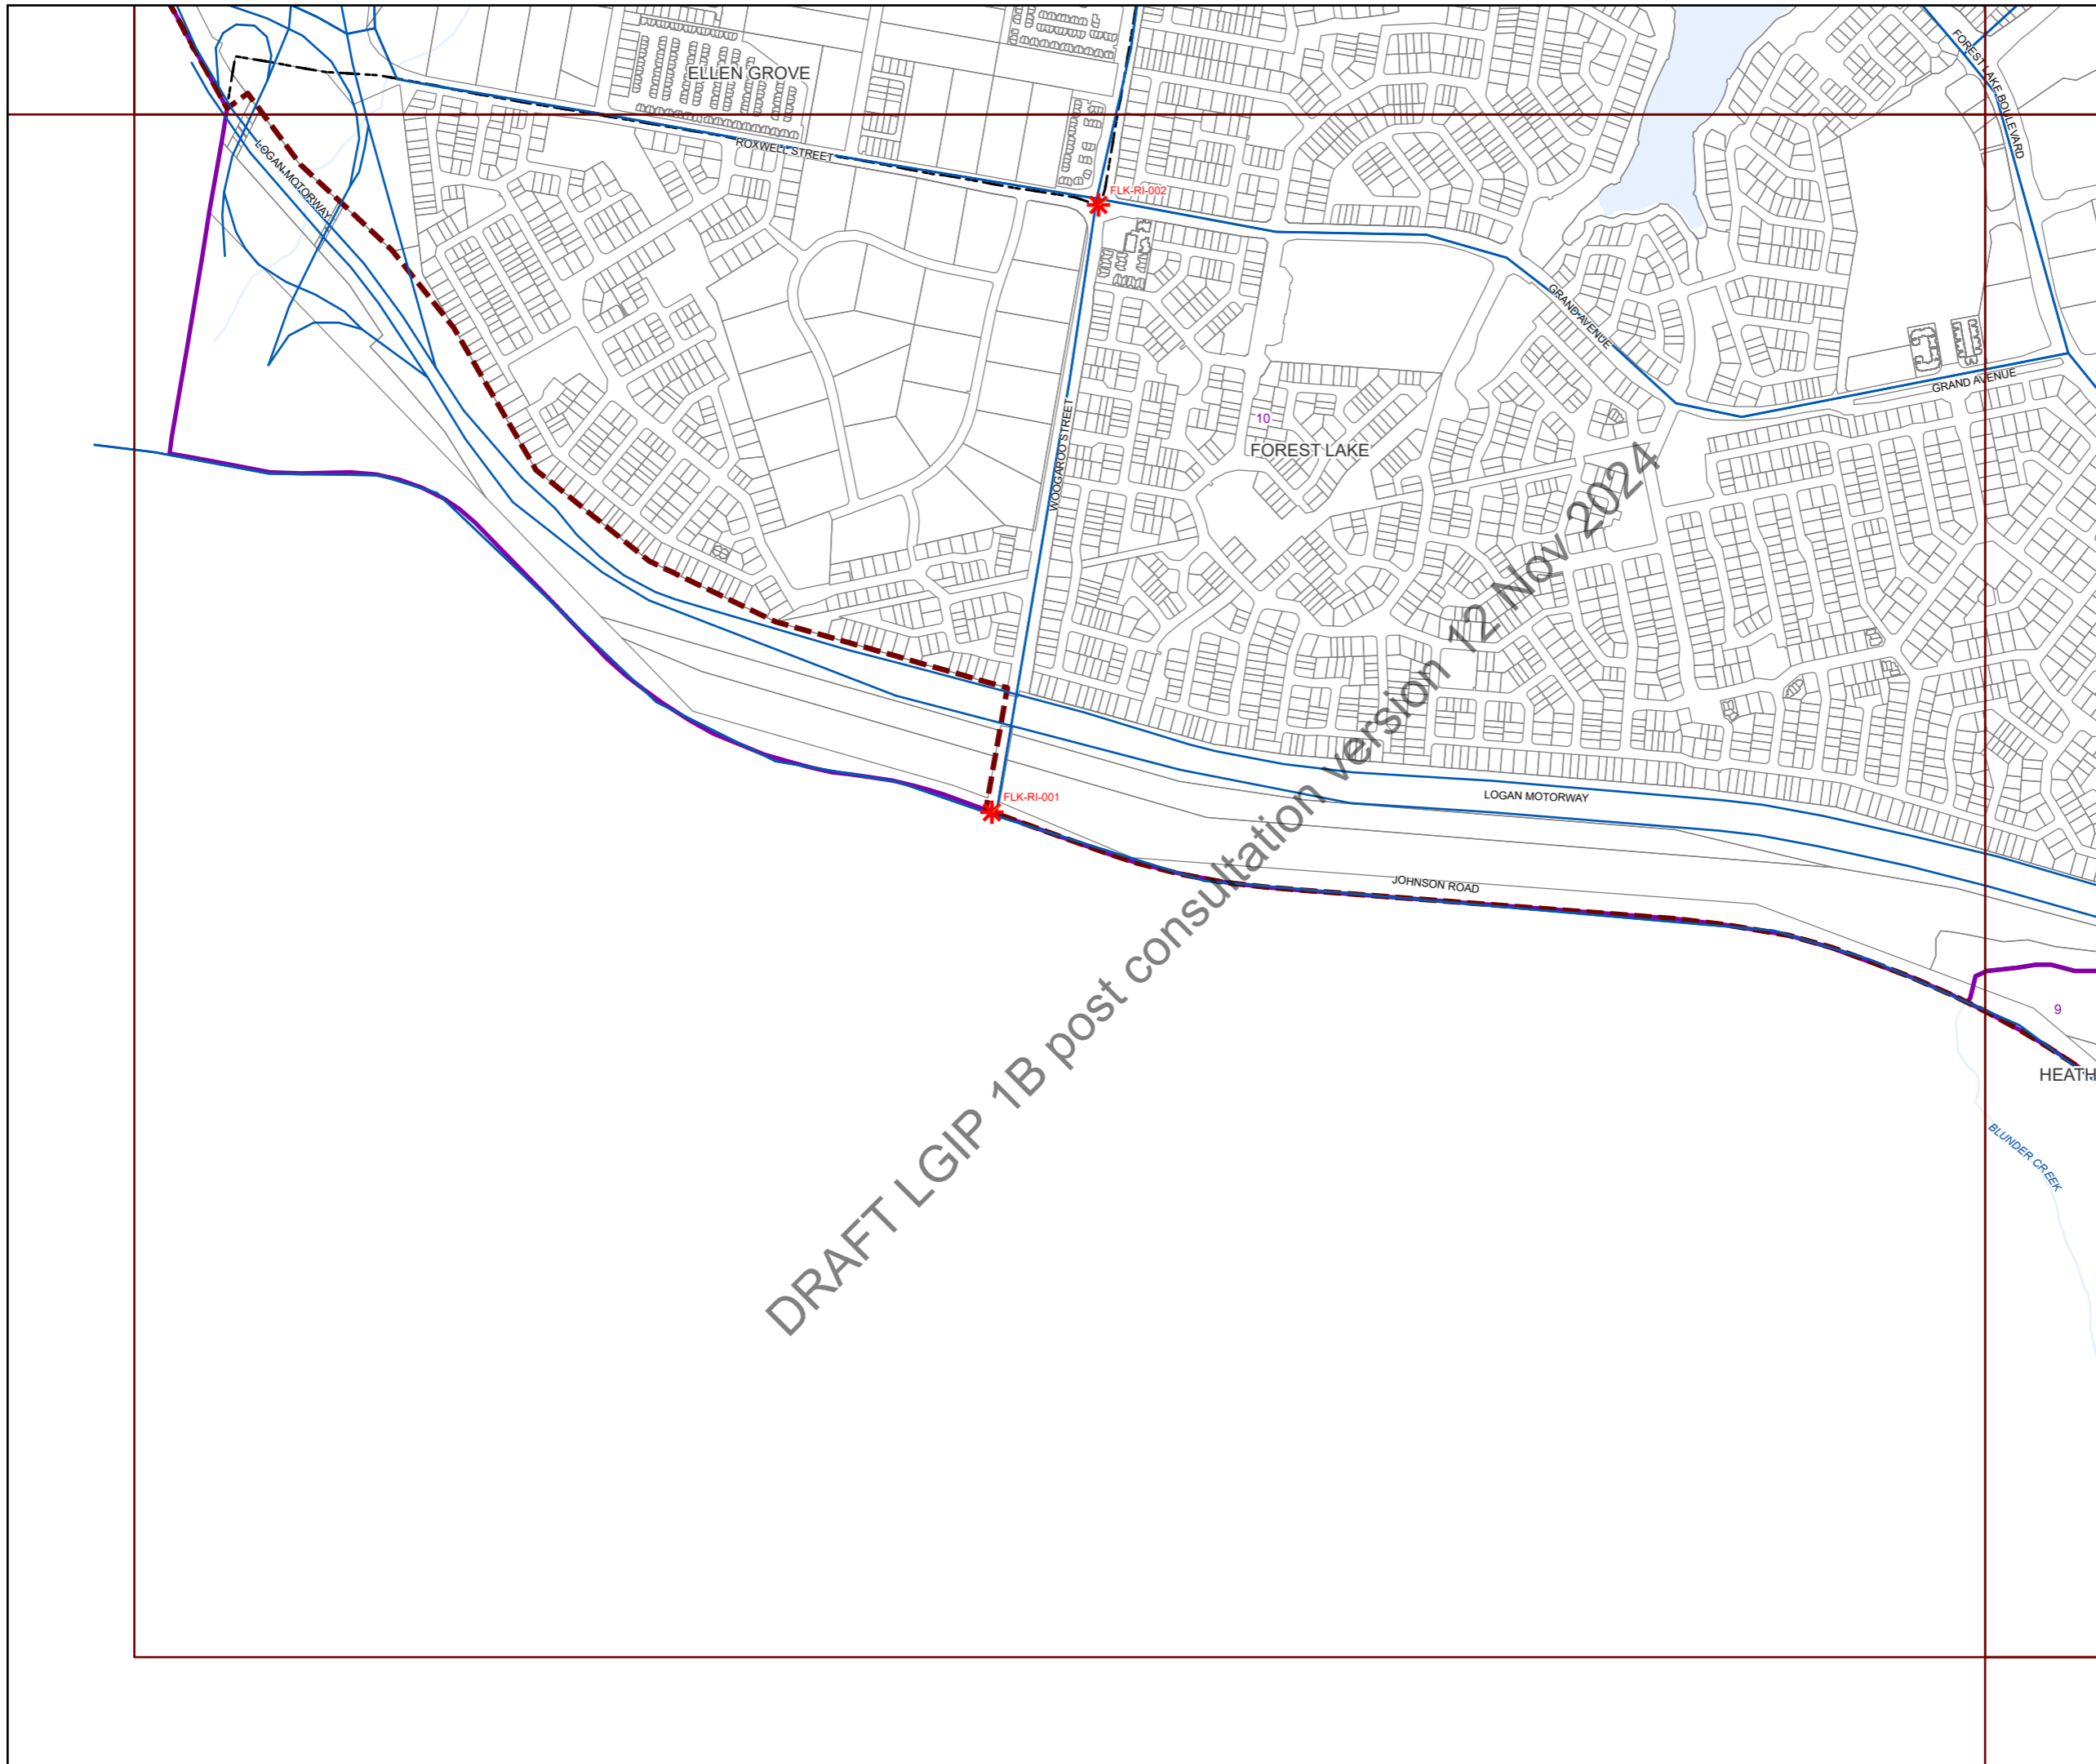 FOREST LAKE BOULEVARD
ELLEN GROVE
ROXWELL STREET
LOGAN MOTORWAY
FLK-RI-002
GRAND AVENUE
GRAND AVENUE
WOOGAROO STREET
10
FOREST LAKE
DRAFT LGIP 1B post consultation version 12 Nov 2024
FLK-RI-001
LOGAN MOTORWAY
JOHNSON ROAD
9
HEATH
BLUNDER CREEK